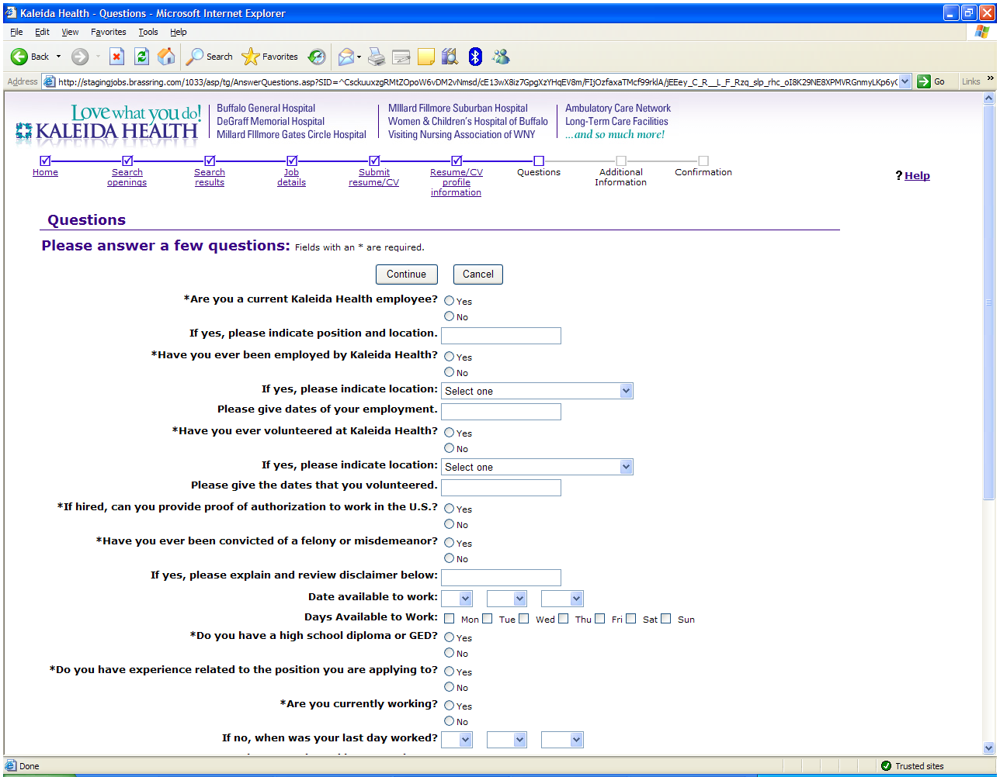 Kaleida Health - Questions - Microsoft Internet Explorer
File Edit View Favorites Tools Help
Back Search Favorites
Address http://stagingjobs.brassring.com/1033/asp/tg/AnswerQuestions.asp?SID= Go Links »
Love what you do!
KALEIDA HEALTH
Buffalo General Hospital
DeGraff Memorial Hospital
Millard FIllmore Gates Circle Hospital
MIllard Fillmore Suburban Hospital
Women & Children's Hospital of Buffalo
Visiting Nursing Association of WNY
Ambulatory Care Network
Long-Term Care Facilities
...and so much more!
Home
Search
openings
Search
results
Job
details
Submit
resume/CV
Resume/CV
profile
information
Questions
Additional
Information
Confirmation
? Help
Questions
Please answer a few questions: Fields with an * are required.
Continue Cancel
*Are you a current Kaleida Health employee? Yes
No
If yes, please indicate position and location.
*Have you ever been employed by Kaleida Health? Yes
No
If yes, please indicate location: Select one
Please give dates of your employment.
*Have you ever volunteered at Kaleida Health? Yes
No
If yes, please indicate location: Select one
Please give the dates that you volunteered.
*If hired, can you provide proof of authorization to work in the U.S.? Yes
No
*Have you ever been convicted of a felony or misdemeanor? Yes
No
If yes, please explain and review disclaimer below:
Date available to work:
Days Available to Work: Mon Tue Wed Thu Fri Sat Sun
*Do you have a high school diploma or GED? Yes
No
*Do you have experience related to the position you are applying to? Yes
No
*Are you currently working? Yes
No
If no, when was your last day worked?
Done Trusted sites